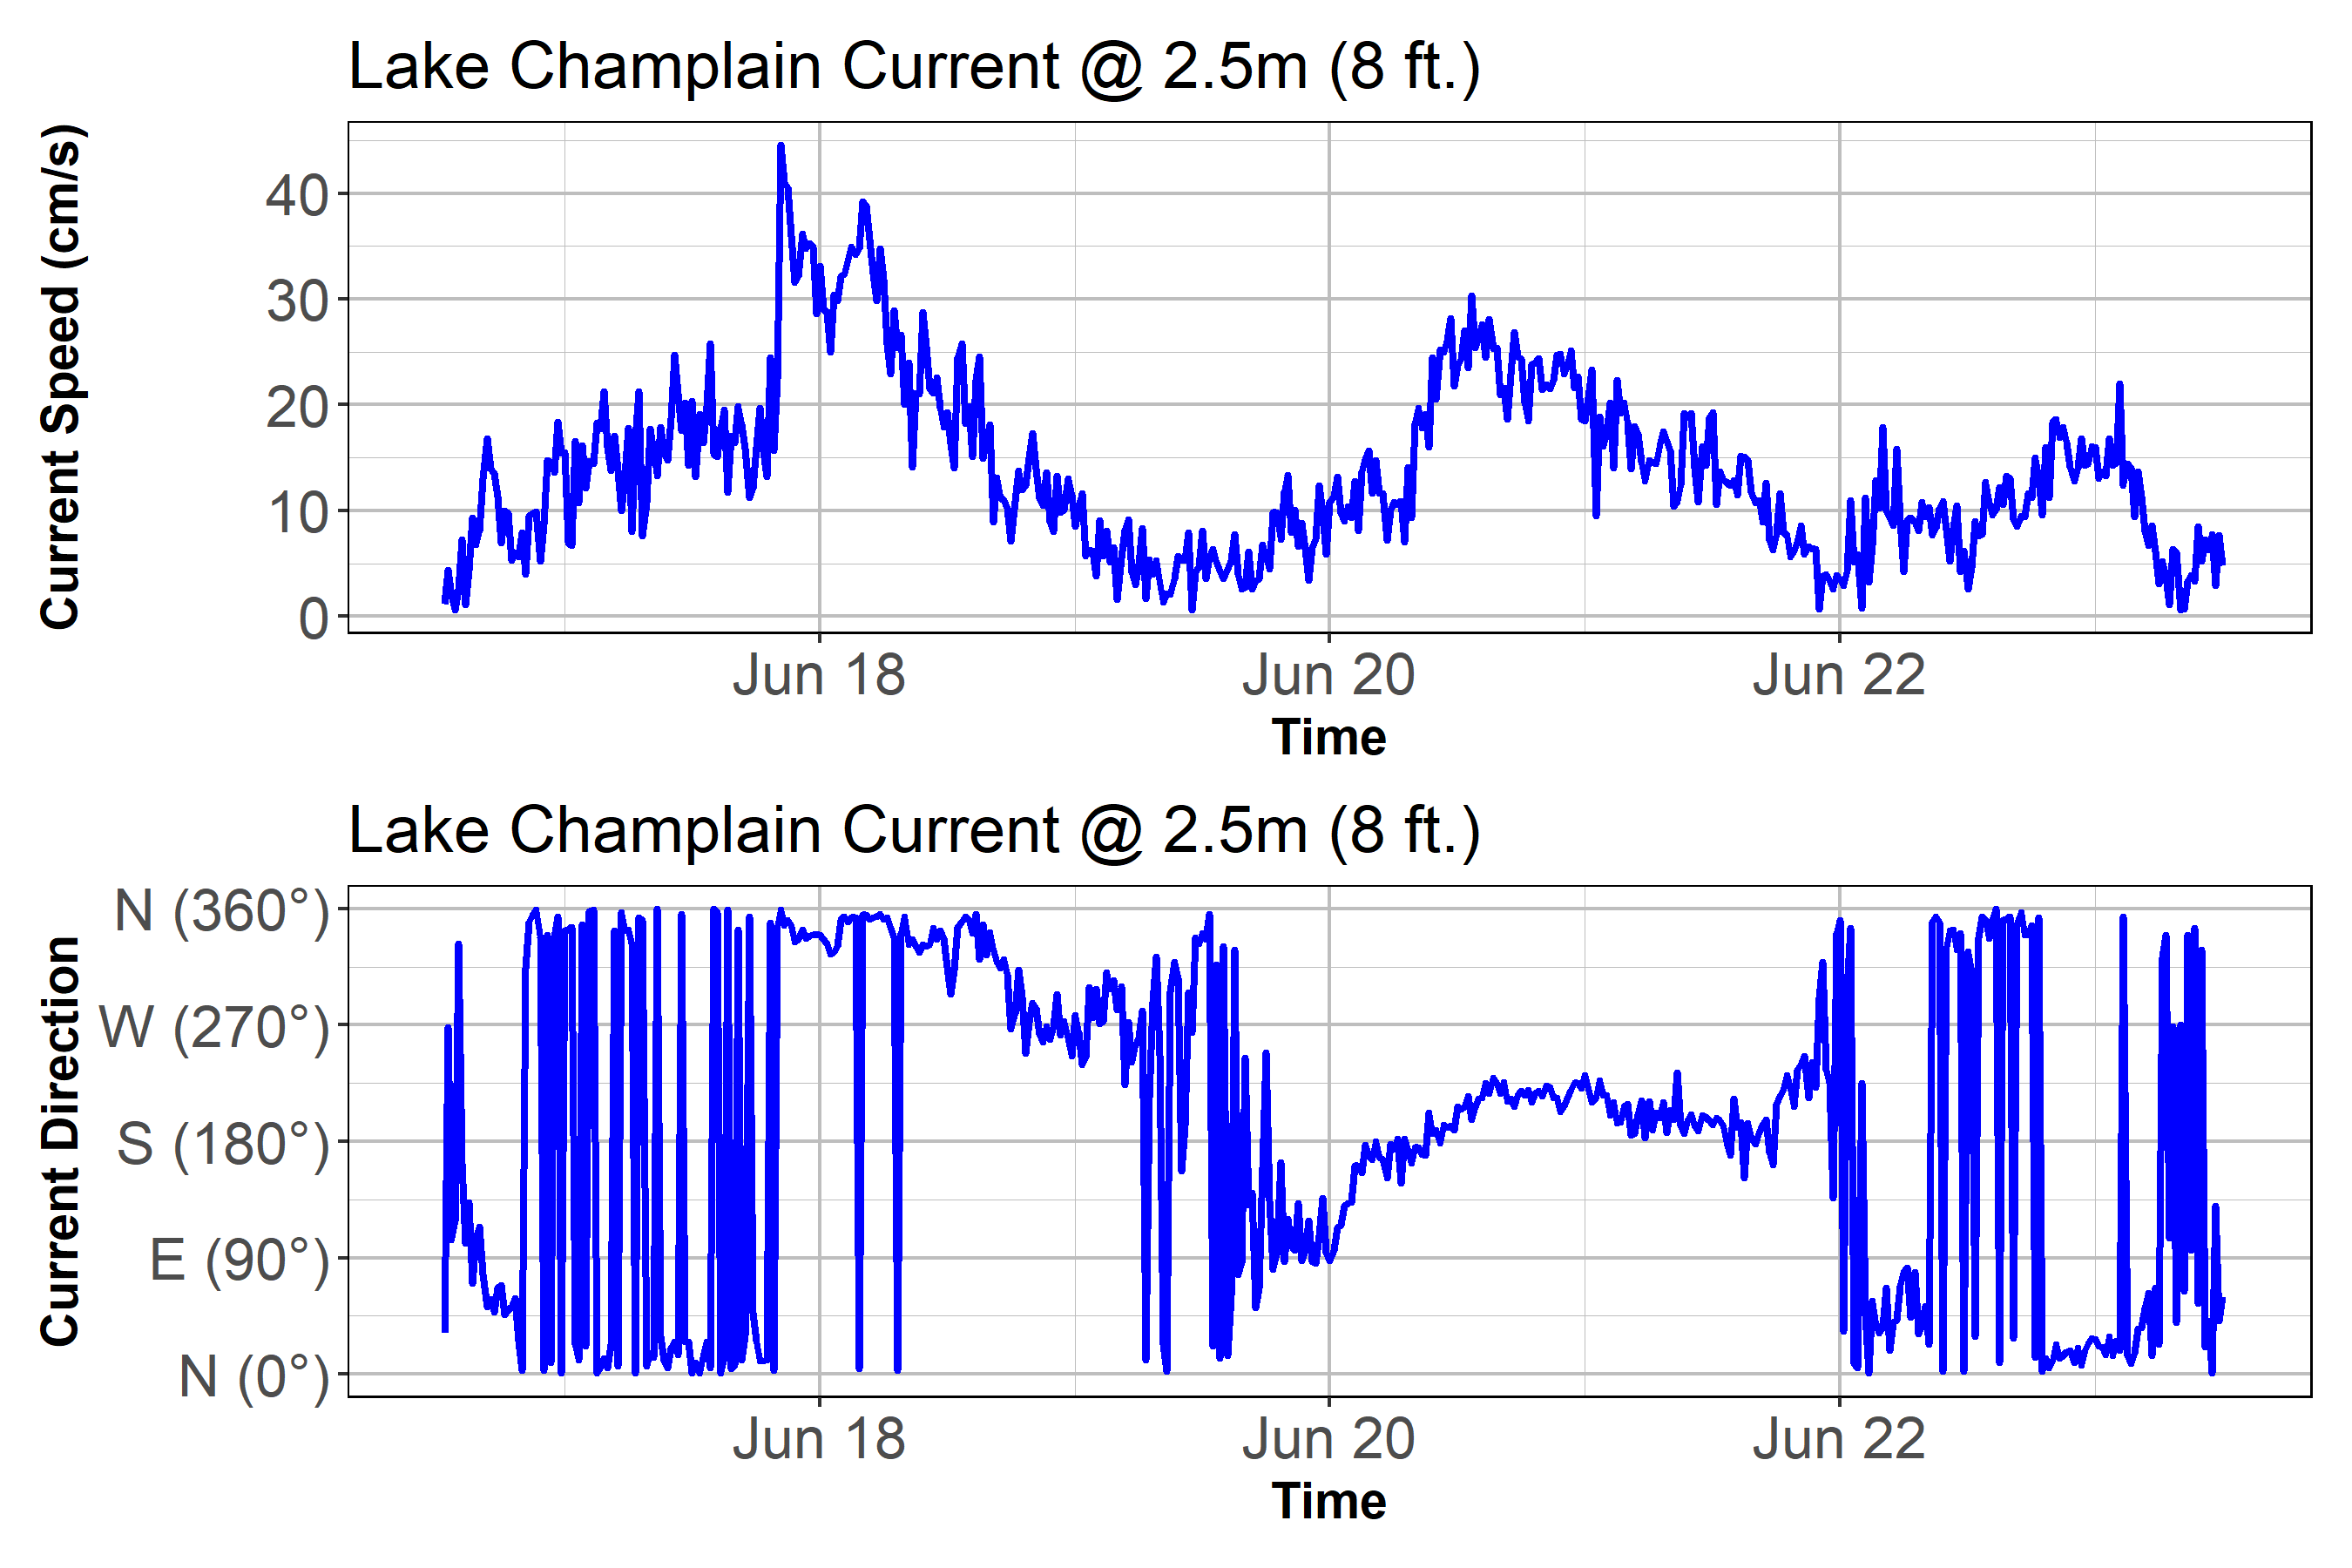 Lake Champlain Current @ 2.5m (8 ft.)
Current Speed (cm/s)
40
30
20
10
0
Jun 18 Jun 20 Jun 22
Time
Lake Champlain Current @ 2.5m (8 ft.)
Current Direction
N (360°)
W (270°)
S (180°)
E (90°)
N (0°)
Jun 18 Jun 20 Jun 22
Time